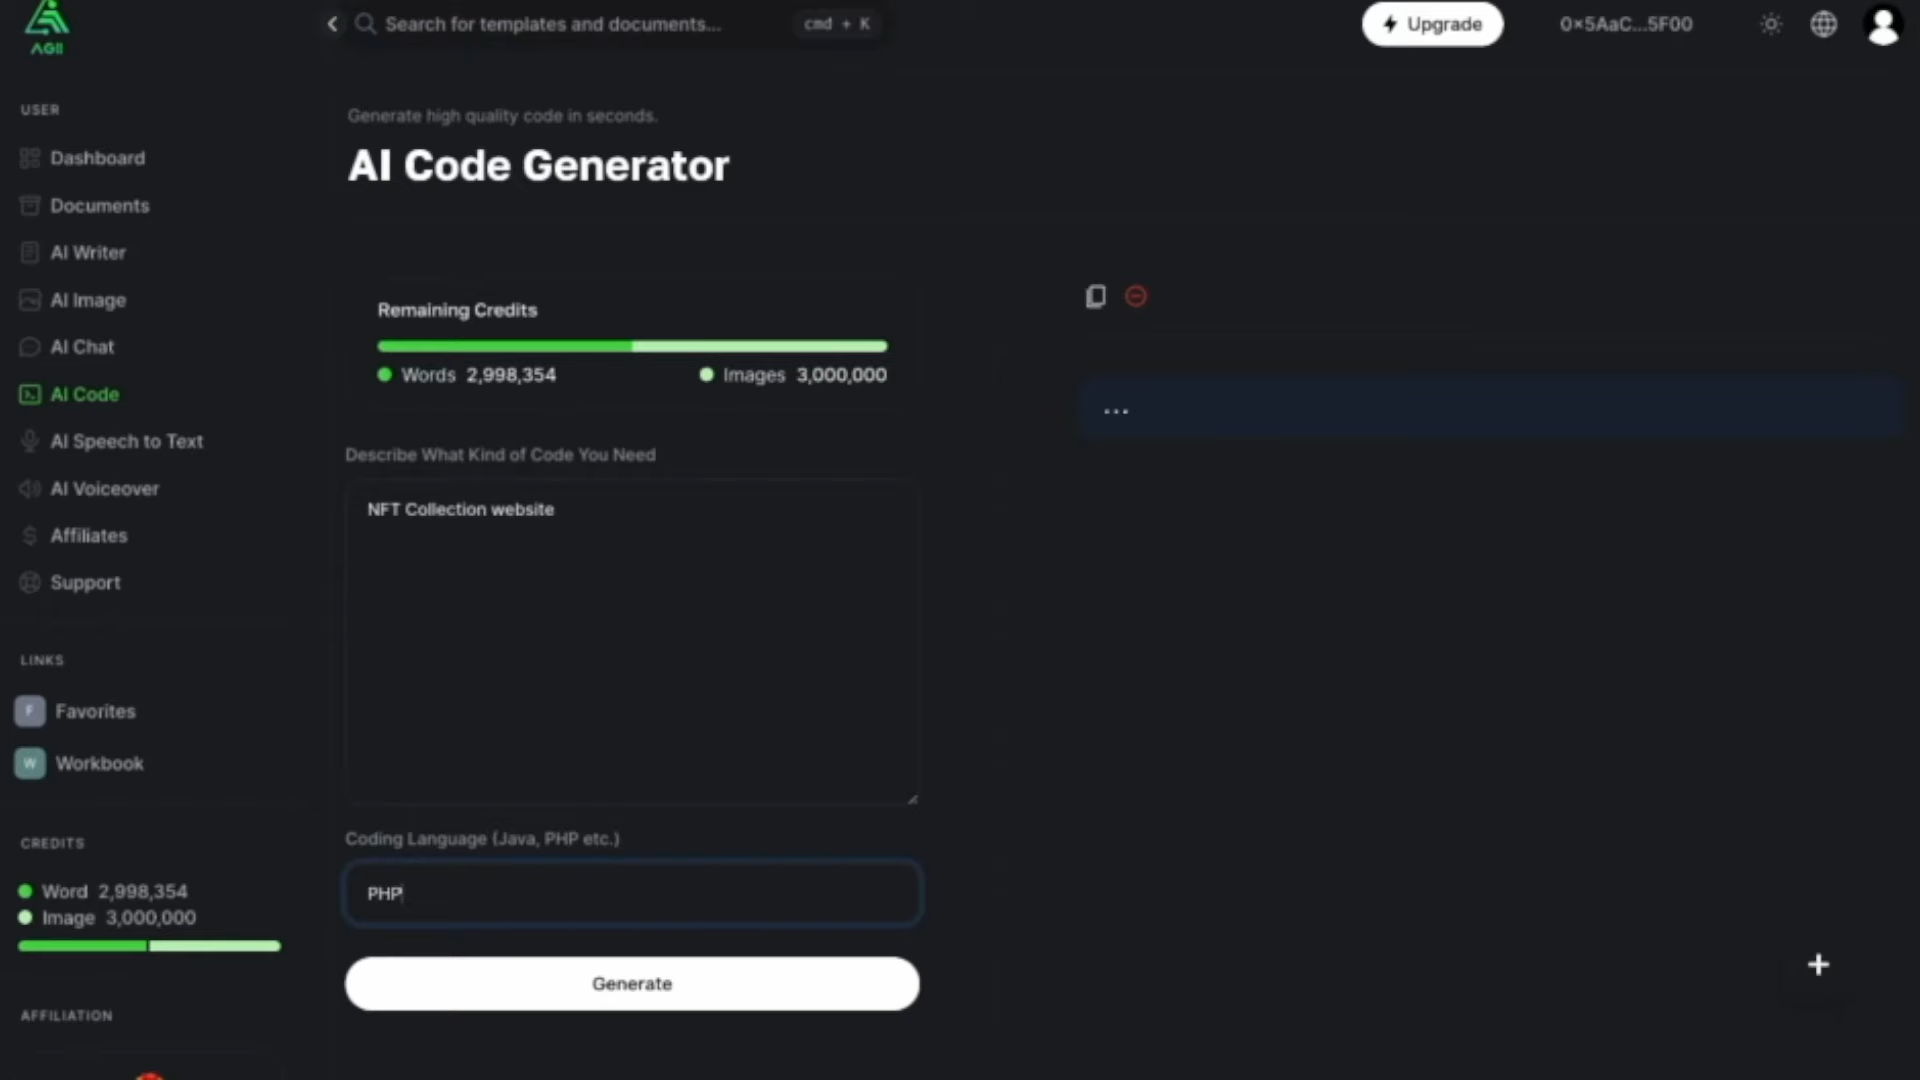 AGII
Search for templates and documents...
cmd + K
Upgrade
0×5AaC...5F00
USER
Dashboard
Documents
AI Writer
AI Image
AI Chat
AI Code
AI Speech to Text
AI Voiceover
Affiliates
Support
LINKS
F Favorites
W Workbook
CREDITS
Word 2,998,354
Image 3,000,000
AFFILIATION
Generate high quality code in seconds.
AI Code Generator
Remaining Credits
Words 2,998,354
Images 3,000,000
Describe What Kind of Code You Need
NFT Collection website
Coding Language (Java, PHP etc.)
PHP
Generate
...